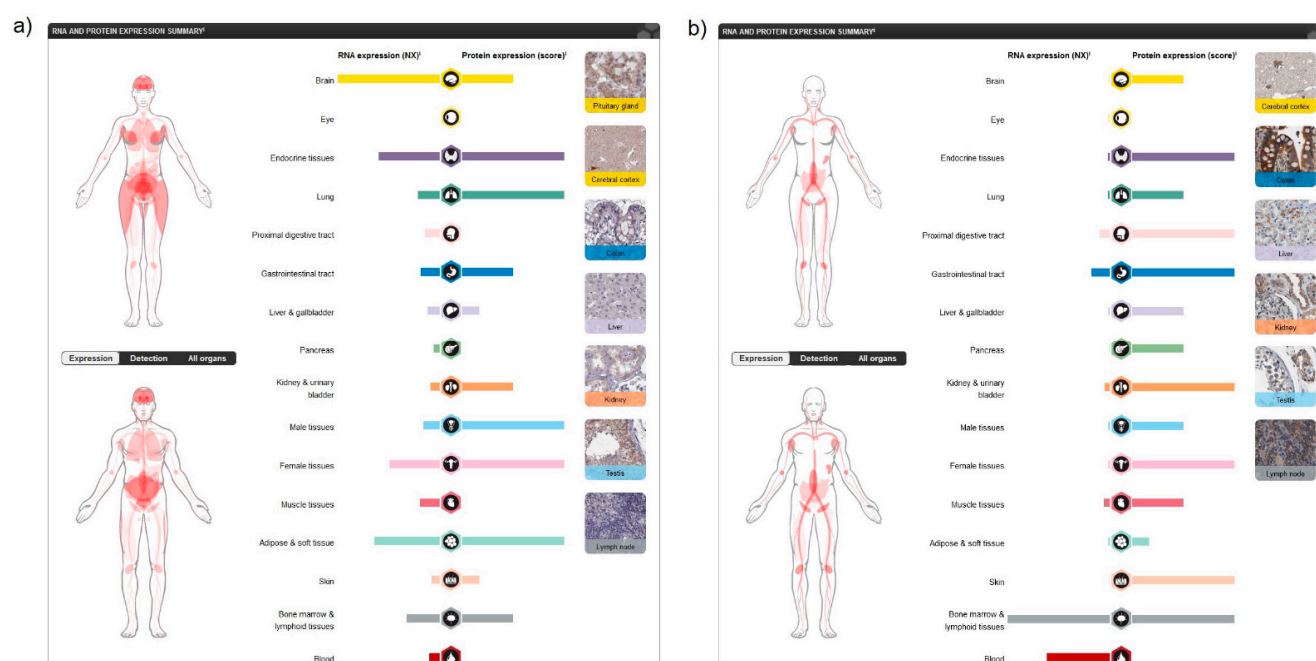 a)
RNA AND PROTEIN EXPRESSION SUMMARYⁱ
RNA expression (NX)ⁱ
Protein expression (score)ⁱ
Brain
Eye
Endocrine tissues
Lung
Proximal digestive tract
Gastrointestinal tract
Liver & gallbladder
Pancreas
Kidney & urinary
bladder
Male tissues
Female tissues
Muscle tissues
Adipose & soft tissue
Skin
Bone marrow &
lymphoid tissues
Blood
Expression
Detection
All organs
Pituitary gland
Cerebral cortex
Colon
Liver
Kidney
Testis
Lymph node
b)
RNA AND PROTEIN EXPRESSION SUMMARYⁱ
RNA expression (NX)ⁱ
Protein expression (score)ⁱ
Brain
Eye
Endocrine tissues
Lung
Proximal digestive tract
Gastrointestinal tract
Liver & gallbladder
Pancreas
Kidney & urinary
bladder
Male tissues
Female tissues
Muscle tissues
Adipose & soft tissue
Skin
Bone marrow &
lymphoid tissues
Blood
Expression
Detection
All organs
Cerebral cortex
Colon
Liver
Kidney
Testis
Lymph node